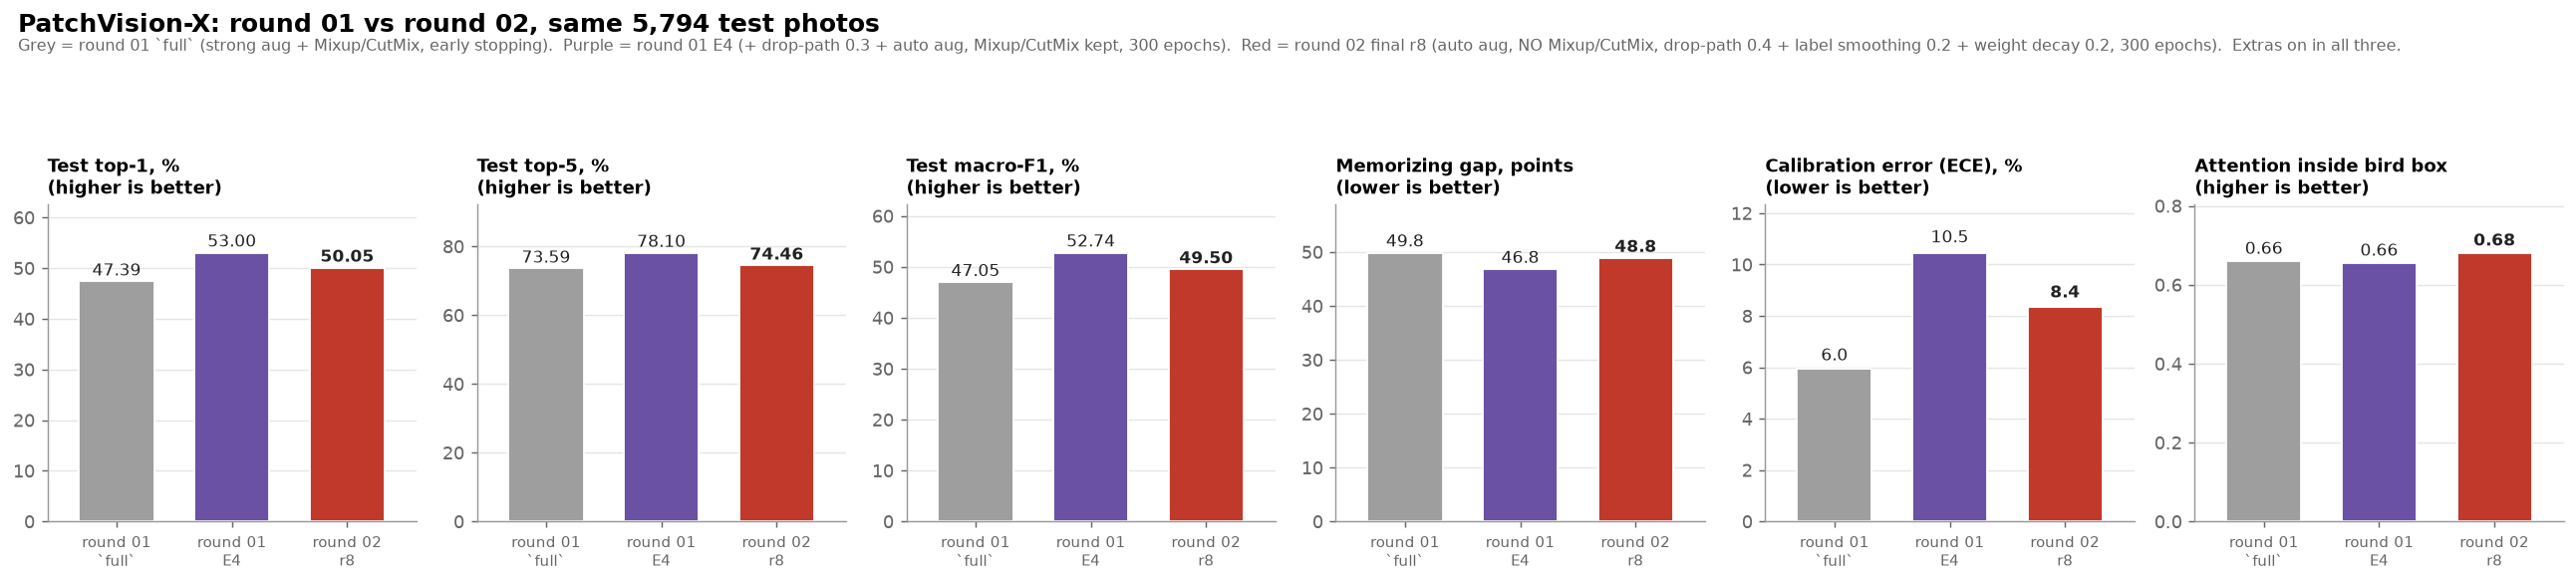 PatchVision-X: round 01 vs round 02, same 5,794 test photos
Grey = round 01 `full` (strong aug + Mixup/CutMix, early stopping).  Purple = round 01 E4 (+ drop-path 0.3 + auto aug, Mixup/CutMix kept, 300 epochs).  Red = round 02 final r8 (auto aug, NO Mixup/CutMix, drop-path 0.4 + label smoothing 0.2 + weight decay 0.2, 300 epochs).  Extras on in all three.
Test top-1, %
(higher is better)
60
50
40
30
20
10
0
47.39
53.00
50.05
round 01
`full`
round 01
E4
round 02
r8
Test top-5, %
(higher is better)
80
60
40
20
0
73.59
78.10
74.46
round 01
`full`
round 01
E4
round 02
r8
Test macro-F1, %
(higher is better)
60
50
40
30
20
10
0
47.05
52.74
49.50
round 01
`full`
round 01
E4
round 02
r8
Memorizing gap, points
(lower is better)
50
40
30
20
10
0
49.8
46.8
48.8
round 01
`full`
round 01
E4
round 02
r8
Calibration error (ECE), %
(lower is better)
12
10
8
6
4
2
0
6.0
10.5
8.4
round 01
`full`
round 01
E4
round 02
r8
Attention inside bird box
(higher is better)
0.8
0.6
0.4
0.2
0.0
0.66
0.66
0.68
round 01
`full`
round 01
E4
round 02
r8